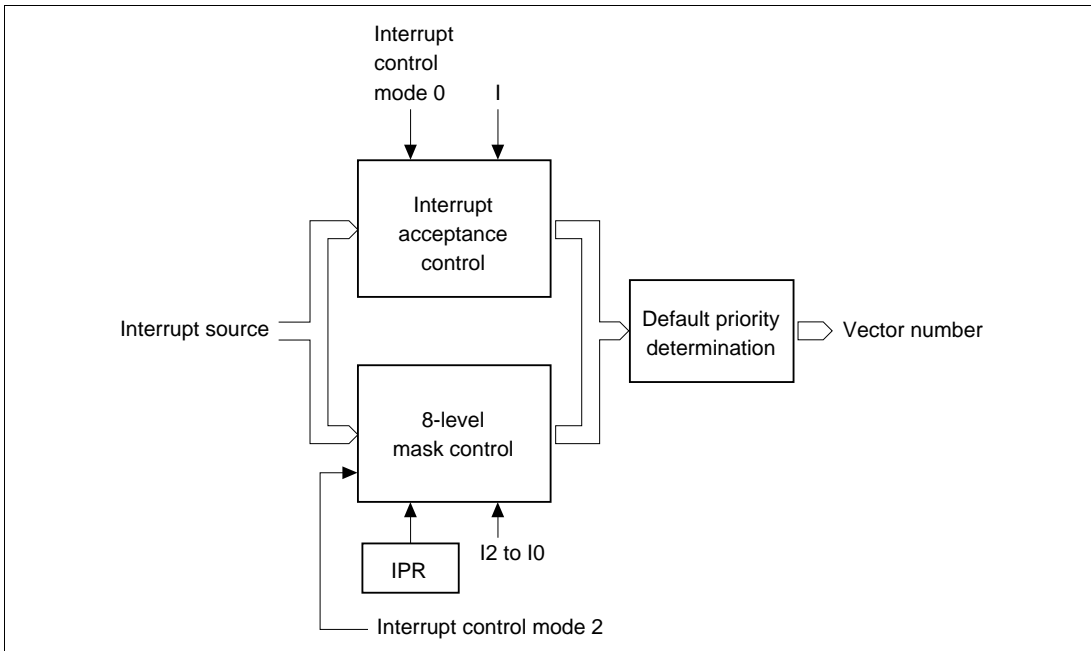 Interrupt
control
mode 0
I
Interrupt
acceptance
control
Interrupt source
Default priority
determination
Vector number
8-level
mask control
IPR
I2 to I0
Interrupt control mode 2